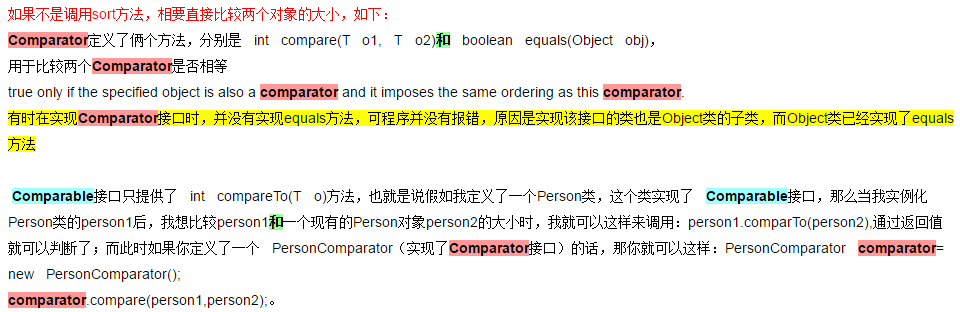 如果不是调用sort方法，相要直接比较两个对象的大小，如下：
Comparator定义了俩个方法，分别是 int compare(T o1, T o2)和 boolean equals(Object obj)，
用于比较两个Comparator是否相等
true only if the specified object is also a comparator and it imposes the same ordering as this comparator.
有时在实现Comparator接口时，并没有实现equals方法，可程序并没有报错，原因是实现该接口的类也是Object类的子类，而Object类已经实现了equals
方法
Comparable接口只提供了 int compareTo(T o)方法，也就是说假如我定义了一个Person类，这个类实现了 Comparable接口，那么当我实例化
Person类的person1后，我想比较person1和一个现有的Person对象person2的大小时，我就可以这样来调用：person1.comparTo(person2),通过返回值
就可以判断了；而此时如果你定义了一个 PersonComparator（实现了Comparator接口）的话，那你就可以这样：PersonComparator comparator=
new PersonComparator();
comparator.compare(person1,person2);。